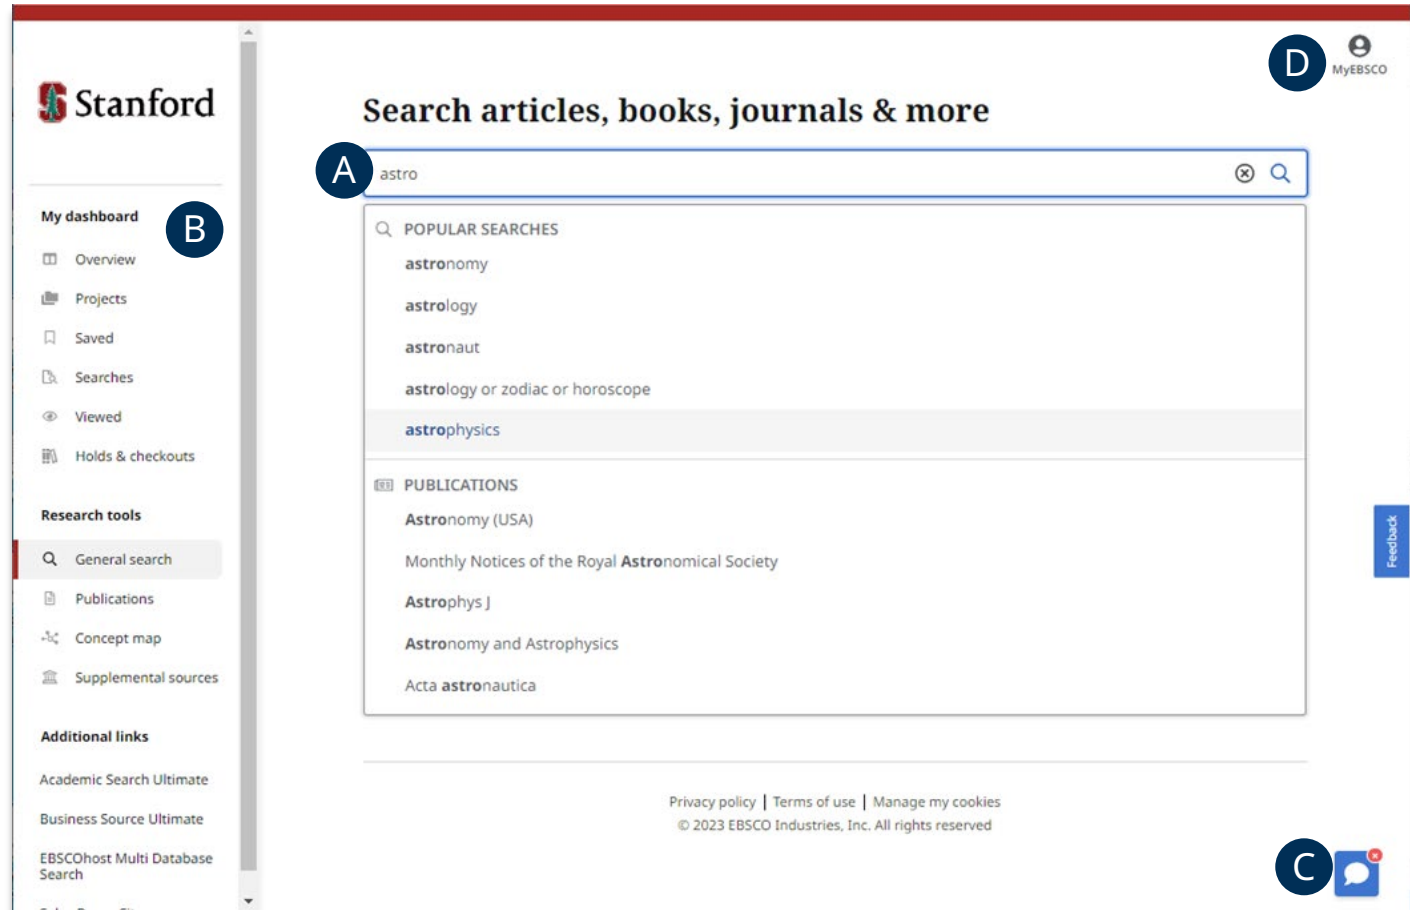 D
MyEBSCO
Stanford
Search articles, books, journals & more
A
astro
My dashboard
B
Overview
Projects
Saved
Searches
Viewed
Holds & checkouts
Research tools
General search
Publications
Concept map
Supplemental sources
Additional links
Academic Search Ultimate
Business Source Ultimate
EBSCOhost Multi Database
Search
POPULAR SEARCHES
astronomy
astrology
astronaut
astrology or zodiac or horoscope
astrophysics
PUBLICATIONS
Astronomy (USA)
Monthly Notices of the Royal Astronomical Society
Astrophys J
Astronomy and Astrophysics
Acta astronautica
Feedback
Privacy policy | Terms of use | Manage my cookies
© 2023 EBSCO Industries, Inc. All rights reserved
C